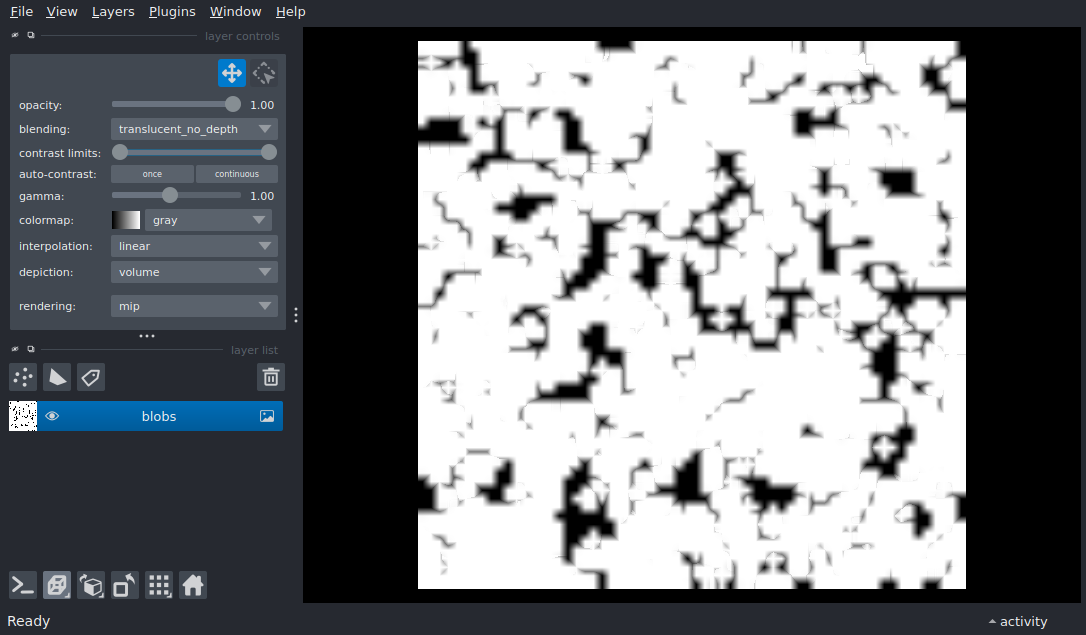 File View Layers Plugins Window Help
layer controls
opacity: 1.00
blending: translucent_no_depth
contrast limits:
auto-contrast: once continuous
gamma: 1.00
colormap: gray
interpolation: linear
depiction: volume
rendering: mip
layer list
blobs
Ready activity